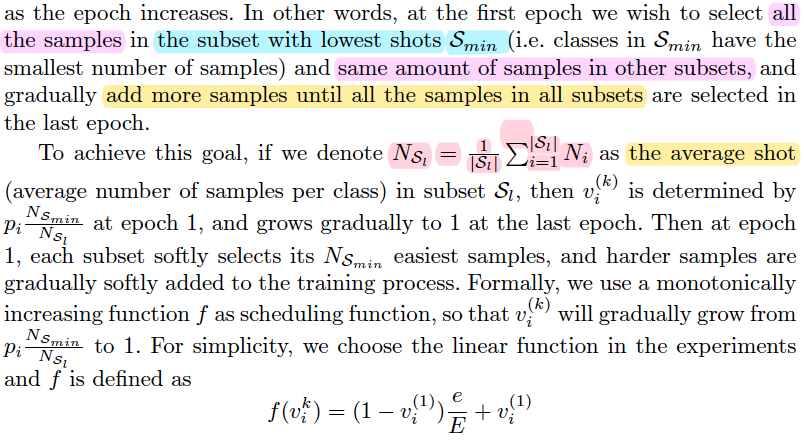 as the epoch increases. In other words, at the first epoch we wish to select all
the samples in the subset with lowest shots $\mathcal{S}_{min}$ (i.e. classes in $\mathcal{S}_{min}$ have the
smallest number of samples) and same amount of samples in other subsets, and
gradually add more samples until all the samples in all subsets are selected in
the last epoch.
To achieve this goal, if we denote $N_{\mathcal{S}_l} = \frac{1}{|\mathcal{S}_l|} \sum_{i=1}^{|\mathcal{S}_l|} N_i$ as the average shot
(average number of samples per class) in subset $\mathcal{S}_l$, then $v_i^{(k)}$ is determined by
$p_i \frac{N_{\mathcal{S}_{min}}}{N_{\mathcal{S}_l}}$ at epoch 1, and grows gradually to 1 at the last epoch. Then at epoch
1, each subset softly selects its $N_{\mathcal{S}_{min}}$ easiest samples, and harder samples are
gradually softly added to the training process. Formally, we use a monotonically
increasing function $f$ as scheduling function, so that $v_i^{(k)}$ will gradually grow from
$p_i \frac{N_{\mathcal{S}_{min}}}{N_{\mathcal{S}_l}}$ to 1. For simplicity, we choose the linear function in the experiments
and $f$ is defined as
$f(v_i^k) = (1 - v_i^{(1)}) \frac{e}{E} + v_i^{(1)}$